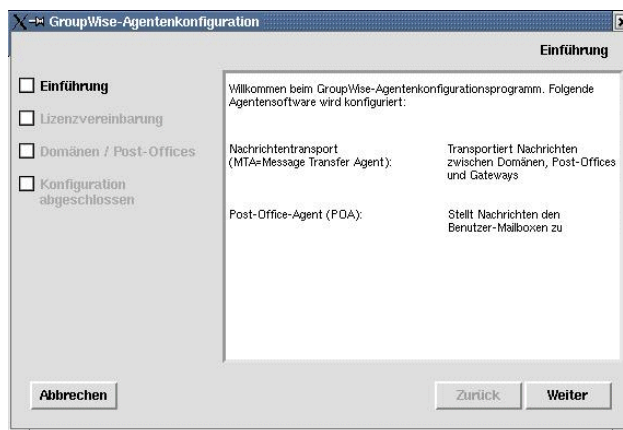 GroupWise-Agentenkonfiguration
Einführung
Einführung
Lizenzvereinbarung
Domänen / Post-Offices
Konfiguration
abgeschlossen
Willkommen beim GroupWise-Agentenkonfigurationsprogramm. Folgende
Agentensoftware wird konfiguriert:
Nachrichtentransport
(MTA=Message Transfer Agent):
Transportiert Nachrichten
zwischen Domänen, Post-Offices
und Gateways
Post-Office-Agent (POA):
Stellt Nachrichten den
Benutzer-Mailboxen zu
Abbrechen
Zurück
Weiter